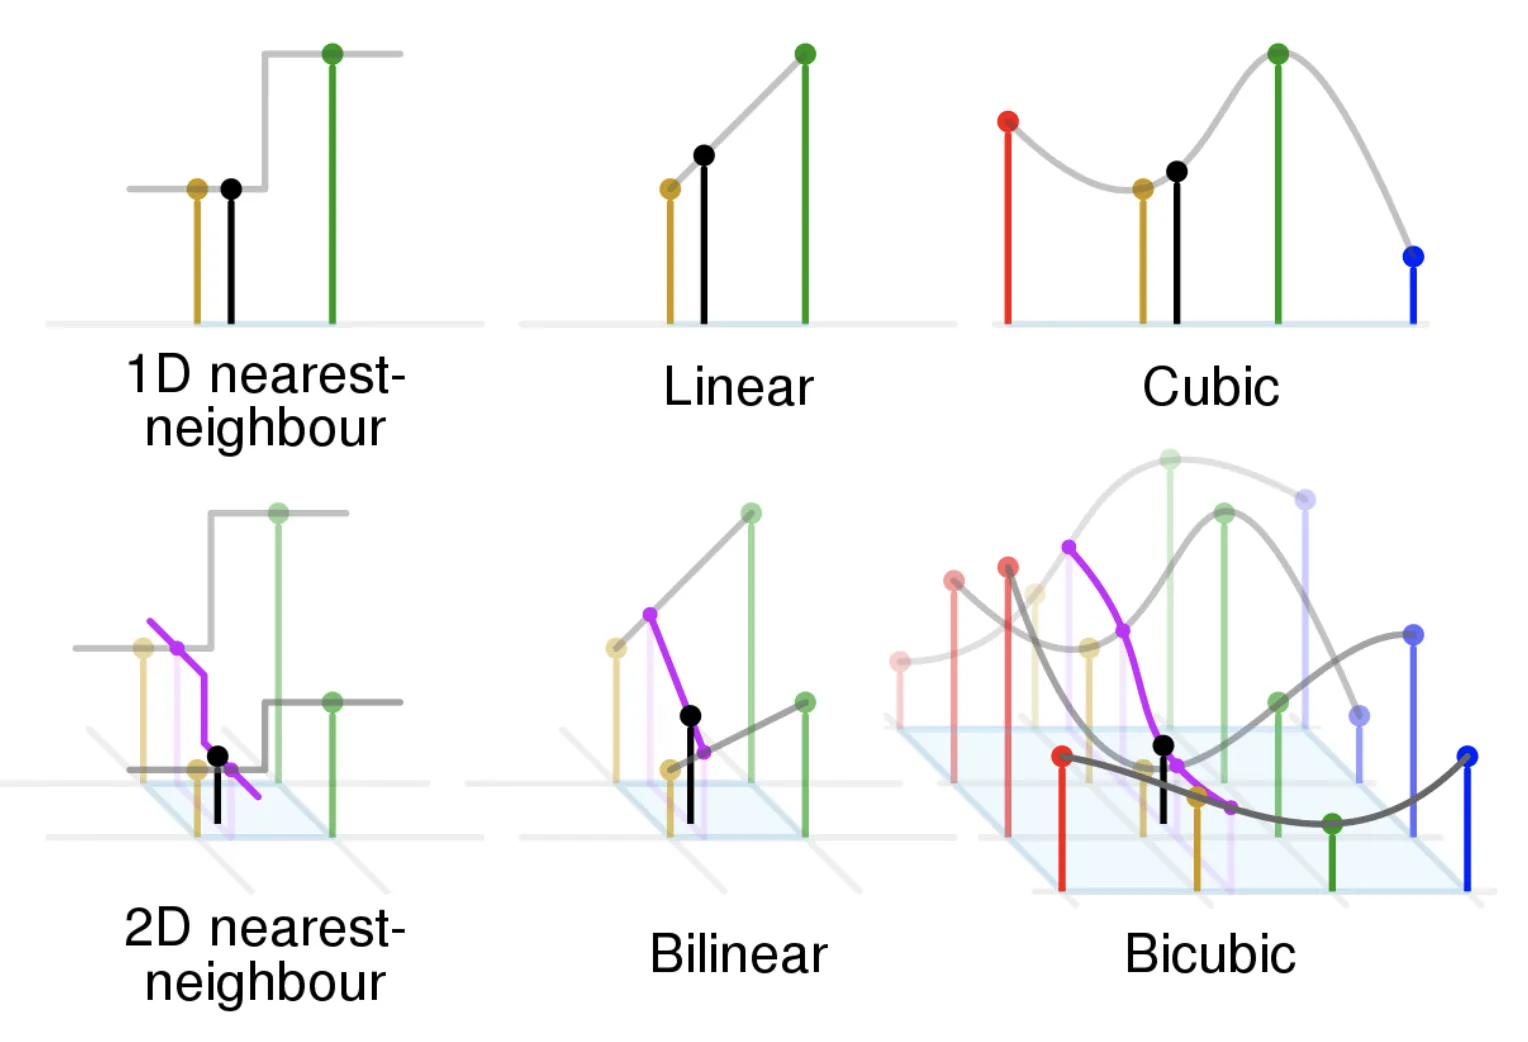 1D nearest-
neighbour
Linear
Cubic
2D nearest-
neighbour
Bilinear
Bicubic